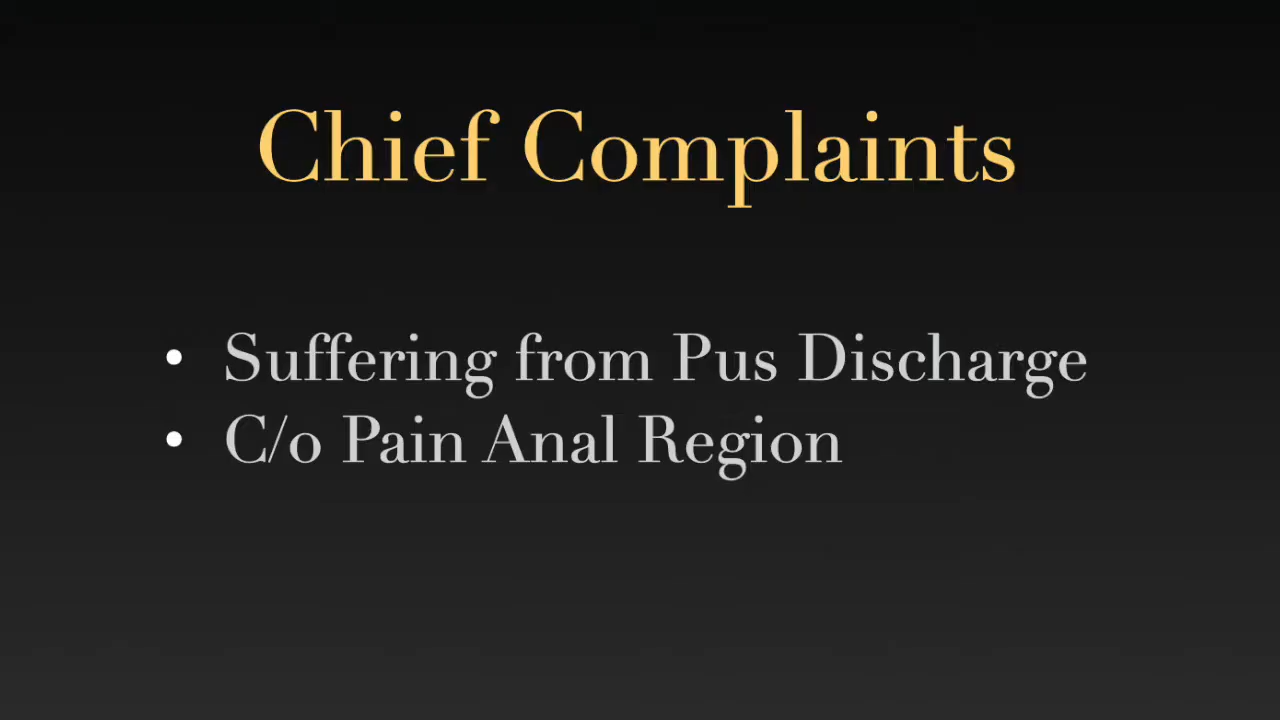 Chief Complaints
• Suffering from Pus Discharge
• C/o Pain Anal Region